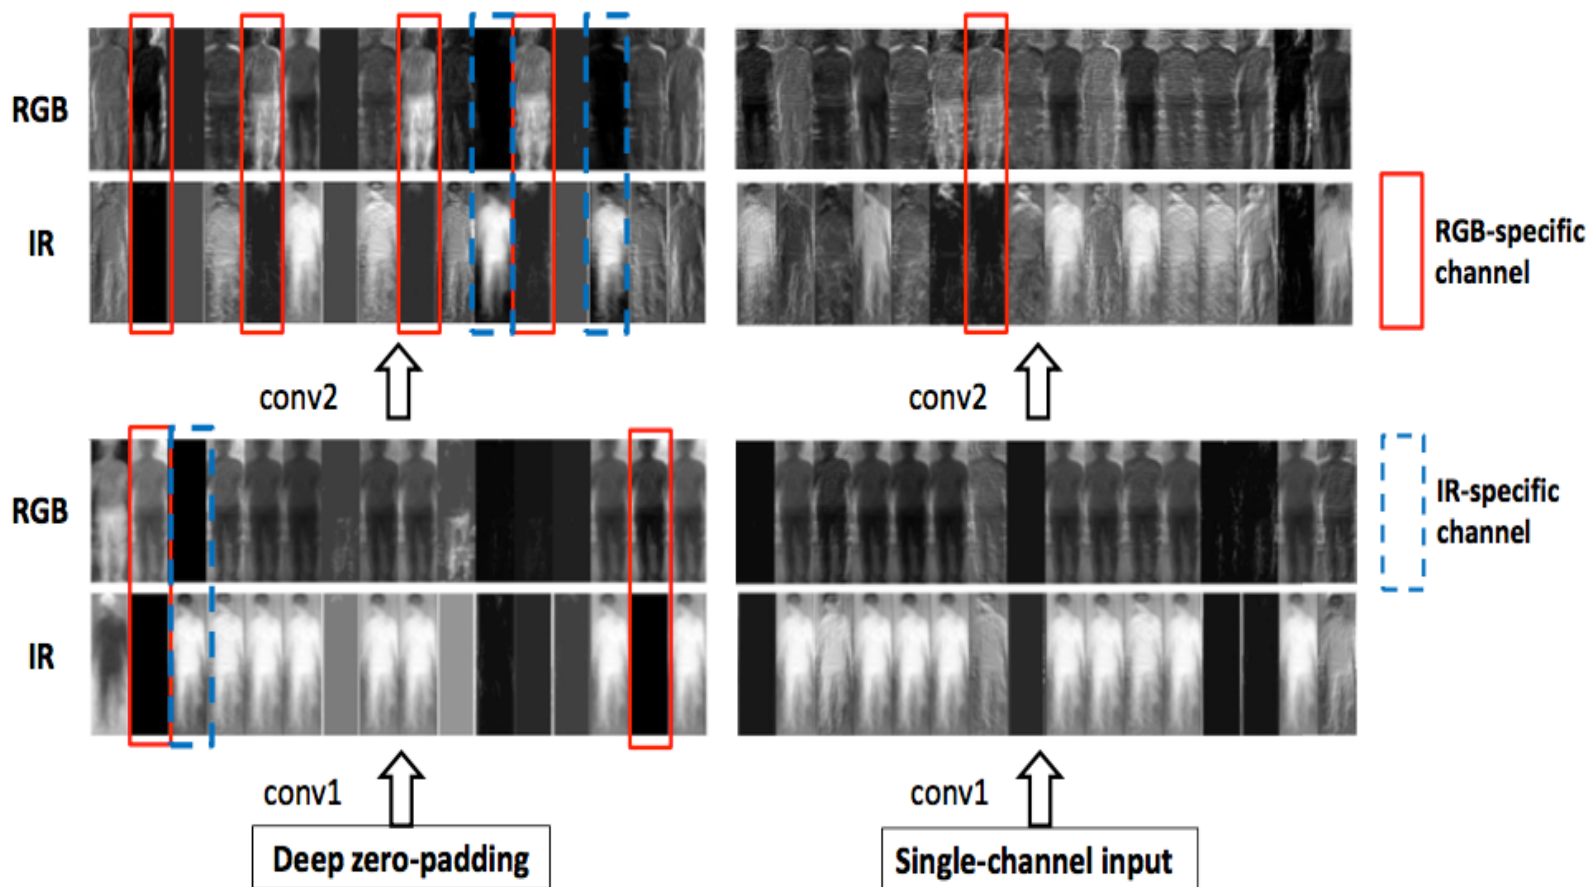 RGB
IR
RGB-specific
channel
conv2
conv2
RGB
IR
IR-specific
channel
conv1
conv1
Deep zero-padding
Single-channel input